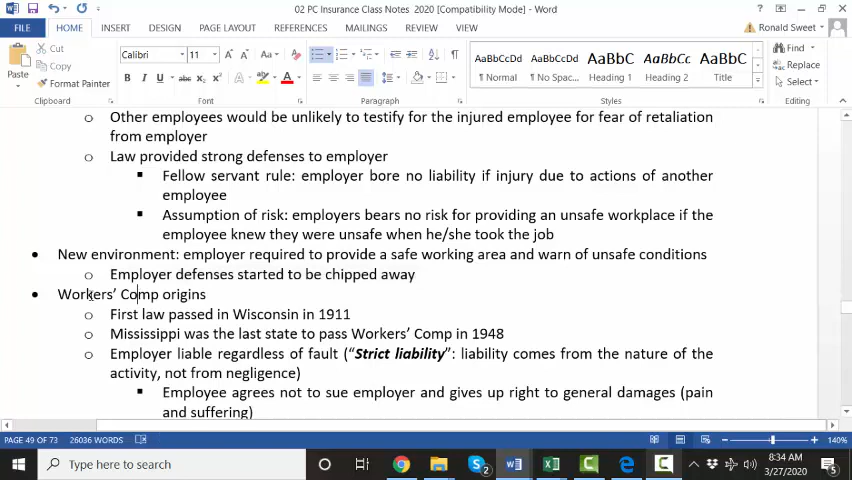 02 PC Insurance Class Notes 2020 [Compatibility Mode] - Word
FILE HOME INSERT DESIGN PAGE LAYOUT REFERENCES MAILINGS REVIEW VIEW Ronald Sweet
Paste Cut Copy Format Painter
Calibri 11
AaBbCcDd AaBbCcDd AaBbC AaBbCc AaBbC
¶ Normal ¶ No Spac... Heading 1 Heading 2 Title
Find Replace Select
Clipboard Font Paragraph Styles Editing
o Other employees would be unlikely to testify for the injured employee for fear of retaliation
from employer
o Law provided strong defenses to employer
▪ Fellow servant rule: employer bore no liability if injury due to actions of another
employee
▪ Assumption of risk: employers bears no risk for providing an unsafe workplace if the
employee knew they were unsafe when he/she took the job
• New environment: employer required to provide a safe working area and warn of unsafe conditions
o Employer defenses started to be chipped away
• Workers’ Comp origins
o First law passed in Wisconsin in 1911
o Mississippi was the last state to pass Workers’ Comp in 1948
o Employer liable regardless of fault (“Strict liability”: liability comes from the nature of the
activity, not from negligence)
▪ Employee agrees not to sue employer and gives up right to general damages (pain
and suffering)
PAGE 49 OF 73 26036 WORDS 140%
Type here to search 8:34 AM
3/27/2020